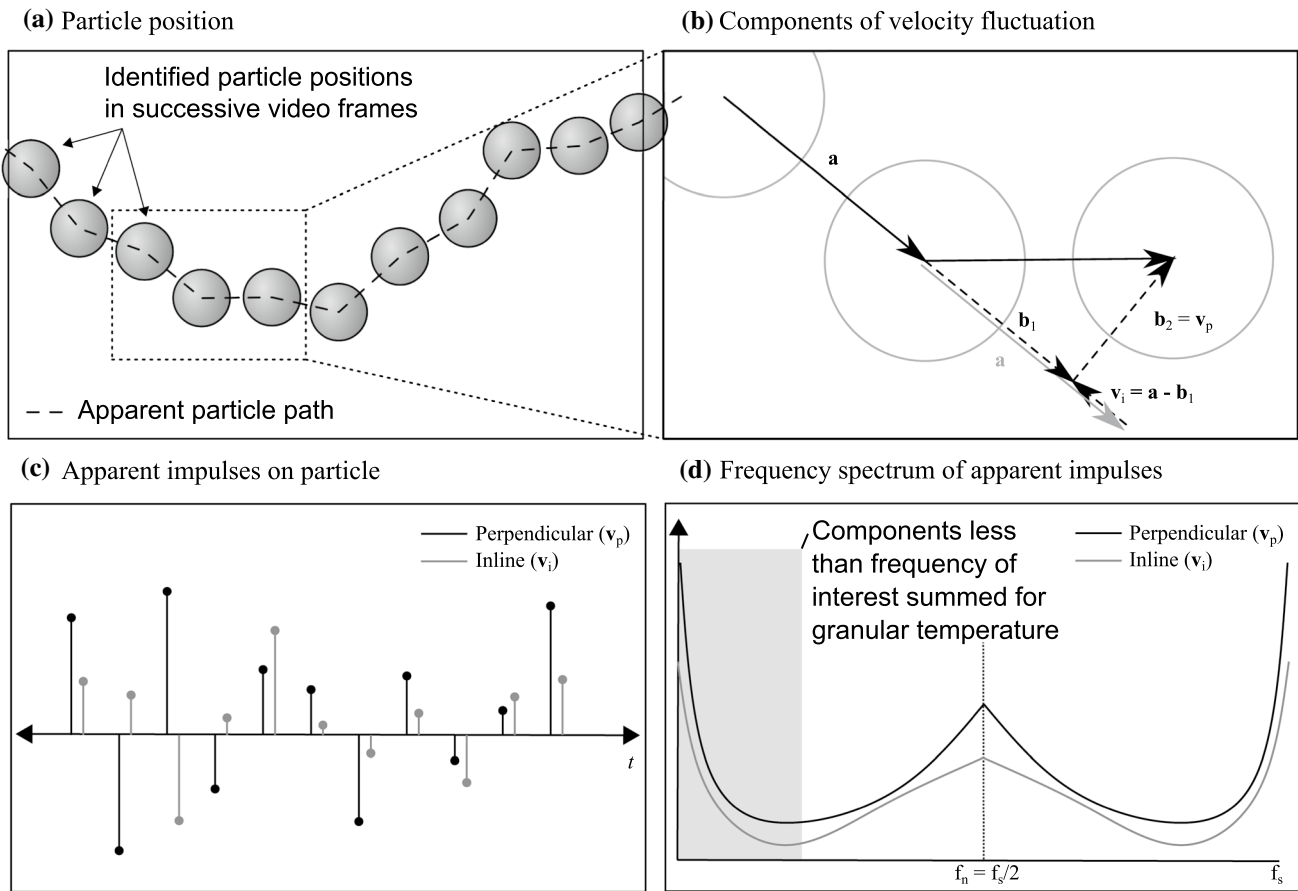 (a) Particle position
Identified particle positions
in successive video frames
Apparent particle path
(b) Components of velocity fluctuation
a
b₁
a
b₂ = vₚ
vᵢ = a - b₁
(c) Apparent impulses on particle
Perpendicular (vₚ)
Inline (vᵢ)
t
(d) Frequency spectrum of apparent impulses
Components less
than frequency of
interest summed for
granular temperature
Perpendicular (vₚ)
Inline (vᵢ)
fₙ = fₛ/2
fₛ